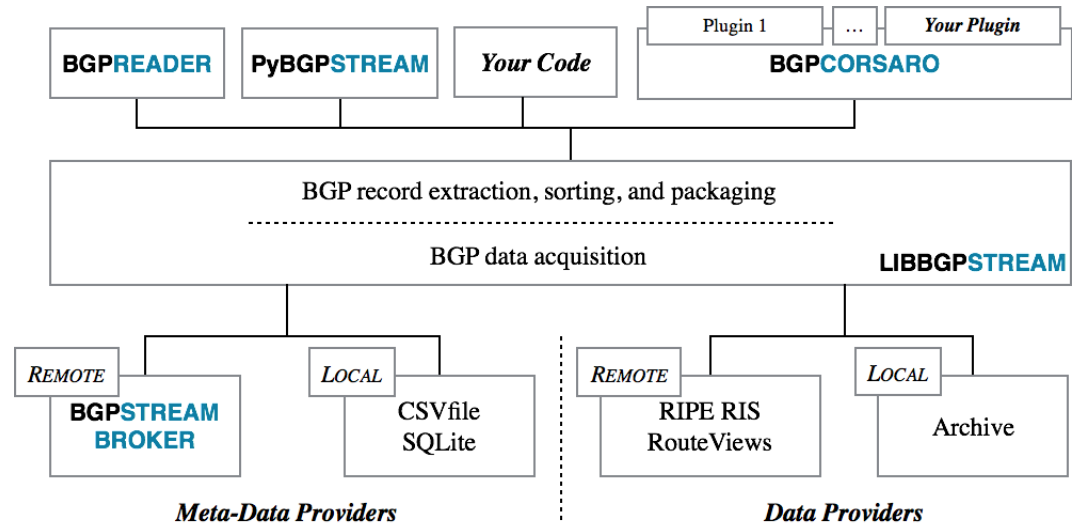 Plugin 1
...
Your Plugin
BGPREADER
PyBGPSTREAM
Your Code
BGPCORSARO
BGP record extraction, sorting, and packaging
BGP data acquisition
LIBBGPSTREAM
REMOTE
BGPSTREAM
BROKER
LOCAL
CSVfile
SQLite
REMOTE
RIPE RIS
RouteViews
LOCAL
Archive
Meta-Data Providers
Data Providers